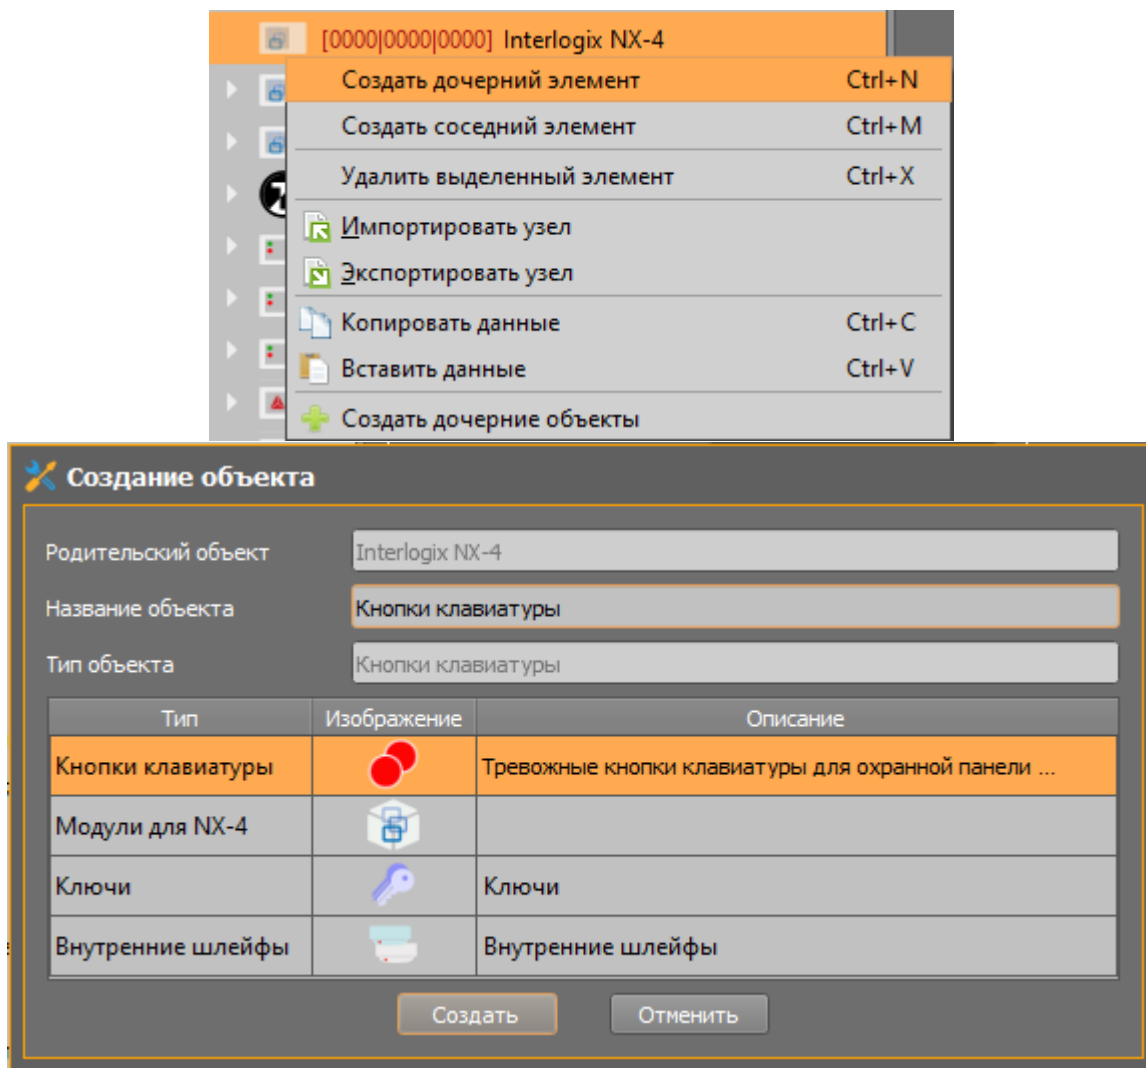 [0000|0000|0000] Interlogix NX-4
Создать дочерний элемент Ctrl+N
Создать соседний элемент Ctrl+M
Удалить выделенный элемент Ctrl+X
Импортировать узел
Экспортировать узел
Копировать данные Ctrl+C
Вставить данные Ctrl+V
Создать дочерние объекты
Создание объекта
Родительский объект Interlogix NX-4
Название объекта Кнопки клавиатуры
Тип объекта Кнопки клавиатуры
Тип Изображение Описание
Кнопки клавиатуры Тревожные кнопки клавиатуры для охранной панели ...
Модули для NX-4
Ключи Ключи
Внутренние шлейфы Внутренние шлейфы
Создать Отменить